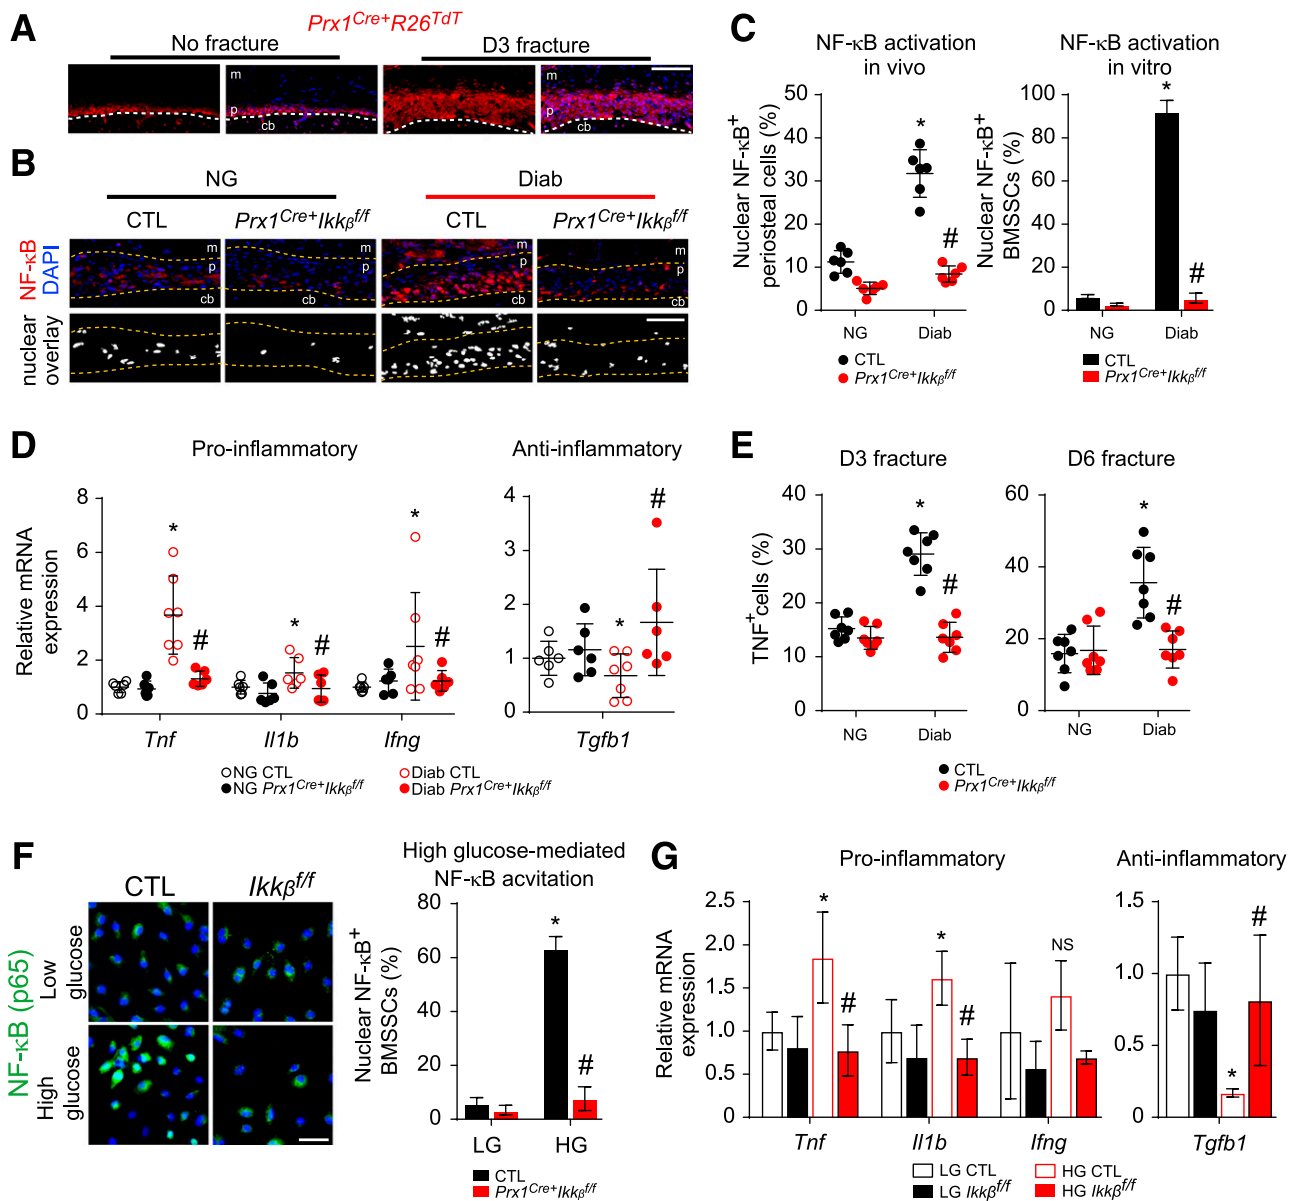 A
Prx1Cre+R26TdT
No fracture
D3 fracture
m
p
cb
m
p
cb
B
NG
Diab
CTL
Prx1Cre+Ikkβf/f
CTL
Prx1Cre+Ikkβf/f
NF-κB
DAPI
m
p
cb
m
p
cb
nuclear
overlay
C
NF-κB activation
in vivo
NF-κB activation
in vitro
Nuclear NF-κB+
periosteal cells (%)
50
40
30
20
10
0
*
#
NG
Diab
CTL
Prx1Cre+Ikkβf/f
Nuclear NF-κB+
BMSSCs (%)
100
80
60
40
20
0
*
#
NG
Diab
CTL
Prx1Cre+Ikkβf/f
D
Pro-inflammatory
Anti-inflammatory
Relative mRNA
expression
8
6
4
2
0
*
#
*
#
*
#
Tnf
Il1b
Ifng
4
3
2
1
0
*
#
Tgfb1
NG CTL
Diab CTL
NG Prx1Cre+Ikkβf/f
Diab Prx1Cre+Ikkβf/f
E
D3 fracture
D6 fracture
TNF+cells (%)
40
30
20
10
0
*
#
NG
Diab
60
40
20
0
*
#
NG
Diab
CTL
Prx1Cre+Ikkβf/f
F
CTL
Ikkβf/f
NF-κB (p65)
Low
glucose
High
glucose
High glucose-mediated
NF-κB acvitation
Nuclear NF-κB+
BMSSCs (%)
80
60
40
20
0
*
#
LG
HG
CTL
Prx1Cre+Ikkβf/f
G
Pro-inflammatory
Anti-inflammatory
Relative mRNA
expression
2.5
2.0
1.5
1.0
0.5
0
*
#
*
#
NS
Tnf
Il1b
Ifng
1.5
1.0
0.5
0
*
#
Tgfb1
LG CTL
HG CTL
LG Ikkβf/f
HG Ikkβf/f